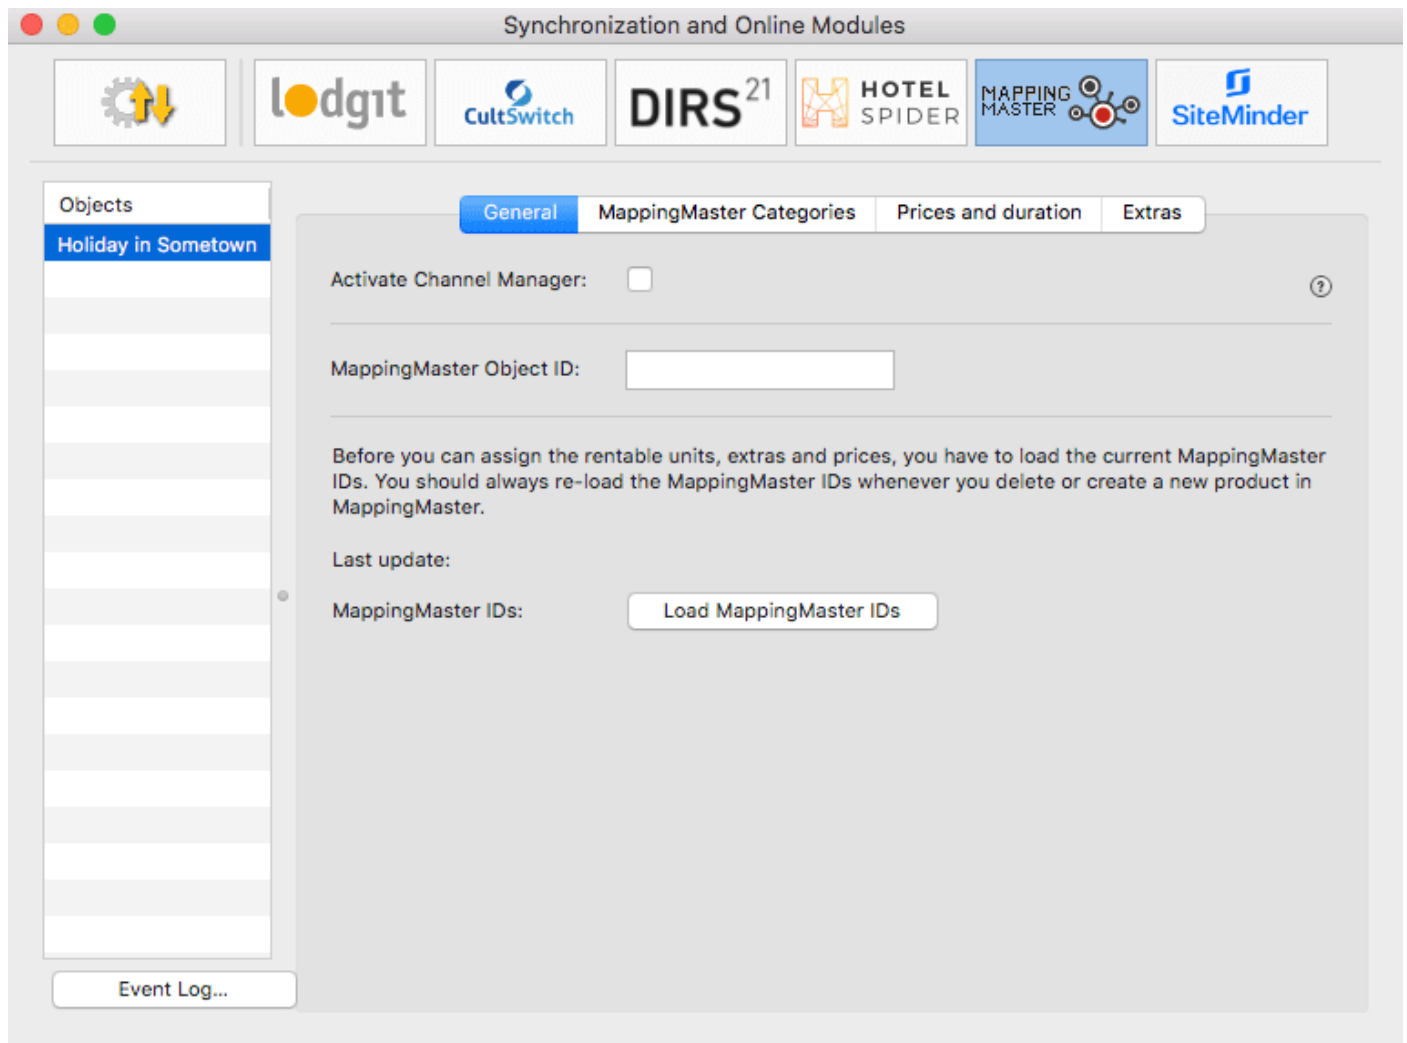 Synchronization and Online Modules
lodgit
CultSwitch
DIRS21
HOTEL
SPIDER
MAPPING
MASTER
SiteMinder
Objects
Holiday in Sometown
General
MappingMaster Categories
Prices and duration
Extras
Activate Channel Manager:
?
MappingMaster Object ID:
Before you can assign the rentable units, extras and prices, you have to load the current MappingMaster
IDs. You should always re-load the MappingMaster IDs whenever you delete or create a new product in
MappingMaster.
Last update:
MappingMaster IDs:
Load MappingMaster IDs
Event Log...